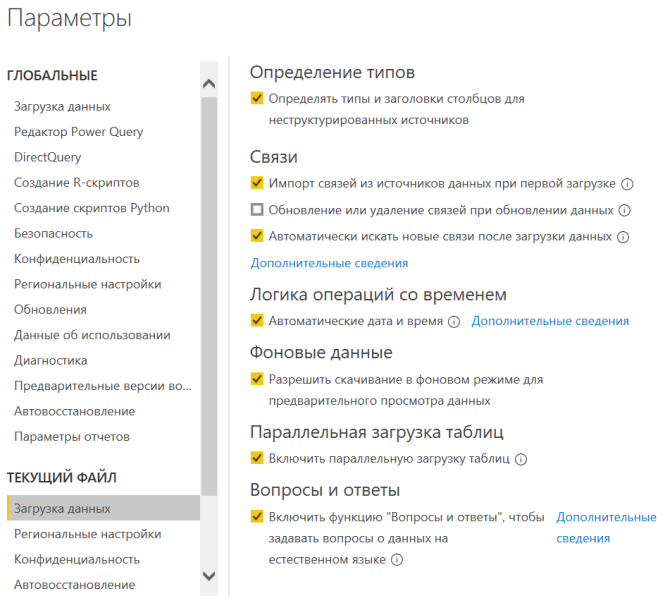 Параметры
ГЛОБАЛЬНЫЕ
Загрузка данных
Редактор Power Query
DirectQuery
Создание R-скриптов
Создание скриптов Python
Безопасность
Конфиденциальность
Региональные настройки
Обновления
Данные об использовании
Диагностика
Предварительные версии во...
Автовосстановление
Параметры отчетов
ТЕКУЩИЙ ФАЙЛ
Загрузка данных
Региональные настройки
Конфиденциальность
Автовосстановление
Определение типов
Определять типы и заголовки столбцов для
неструктурированных источников
Связи
Импорт связей из источников данных при первой загрузке
Обновление или удаление связей при обновлении данных
Автоматически искать новые связи после загрузки данных
Дополнительные сведения
Логика операций со временем
Автоматические дата и время Дополнительные сведения
Фоновые данные
Разрешить скачивание в фоновом режиме для
предварительного просмотра данных
Параллельная загрузка таблиц
Включить параллельную загрузку таблиц
Вопросы и ответы
Включить функцию "Вопросы и ответы", чтобы Дополнительные
задавать вопросы о данных на сведения
естественном языке